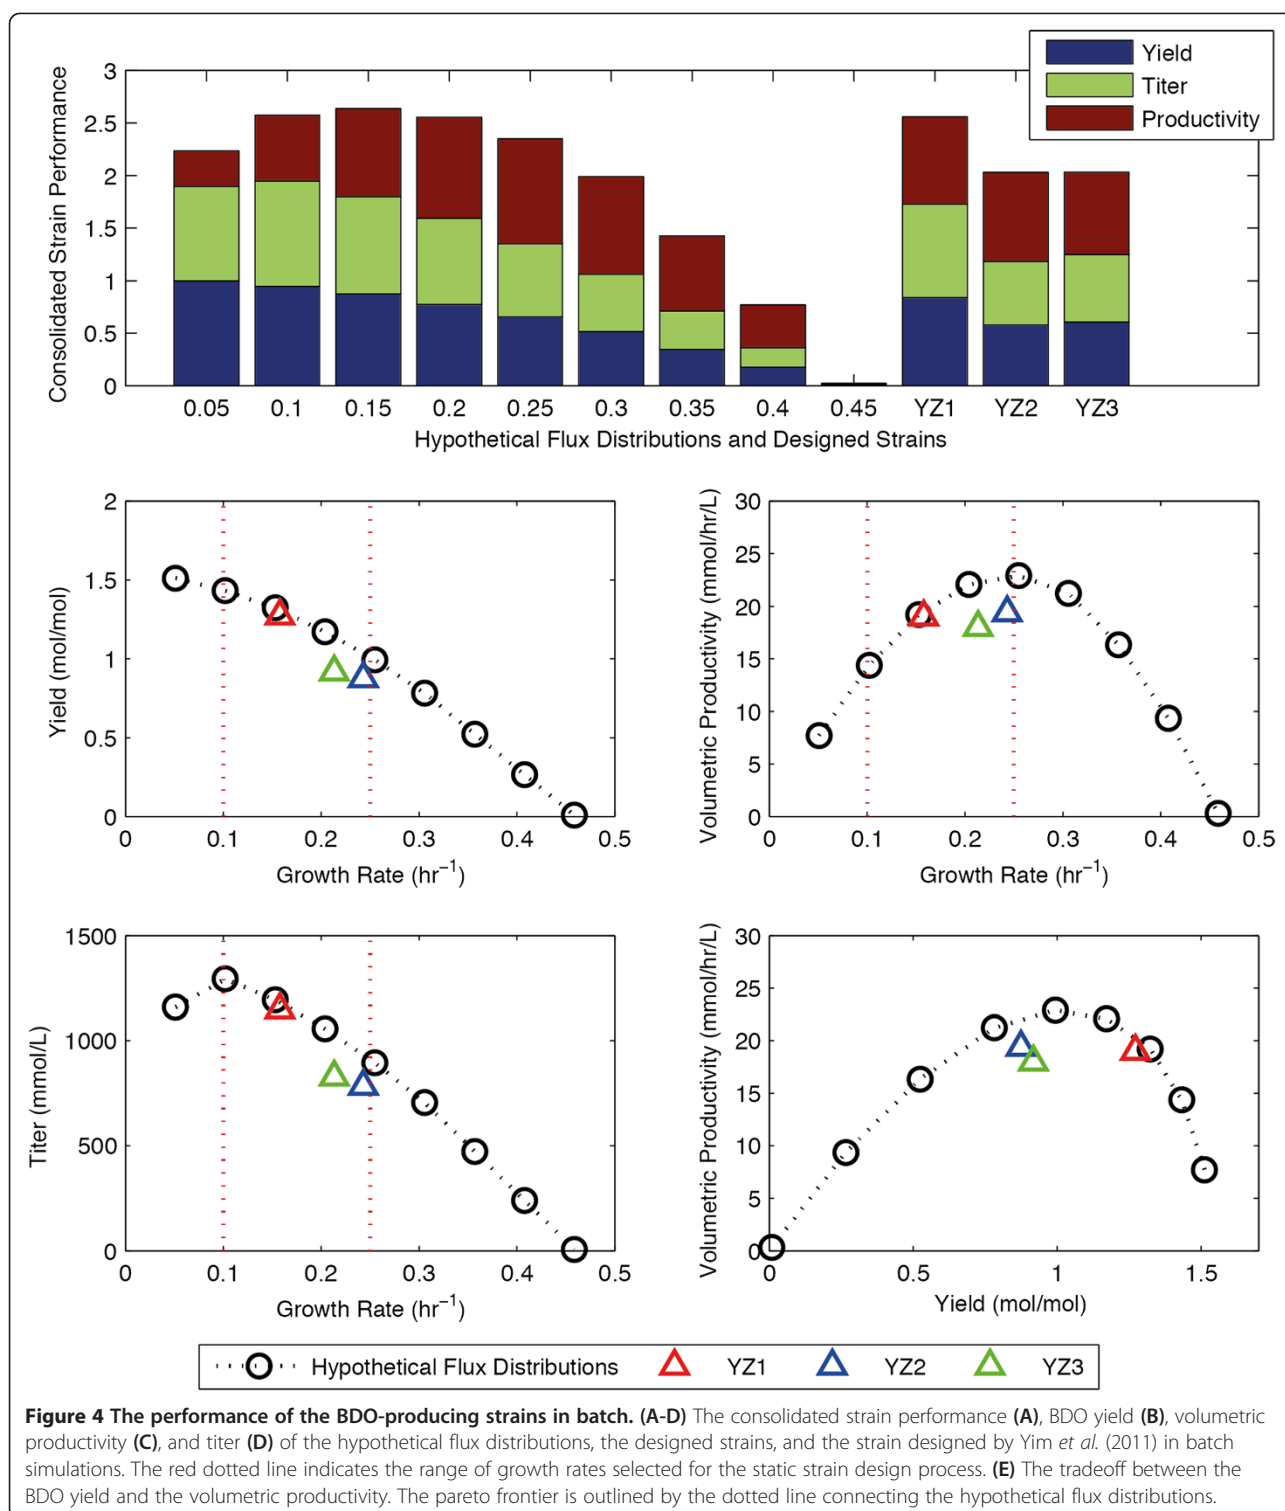 Yield
Titer
Productivity
Consolidated Strain Performance
3
2.5
2
1.5
1
0.5
0
0.05 0.1 0.15 0.2 0.25 0.3 0.35 0.4 0.45 YZ1 YZ2 YZ3
Hypothetical Flux Distributions and Designed Strains
Yield (mol/mol)
2
1.5
1
0.5
0
0 0.1 0.2 0.3 0.4 0.5
Growth Rate (hr⁻¹)
Volumetric Productivity (mmol/hr/L)
30
25
20
15
10
5
0
0 0.1 0.2 0.3 0.4 0.5
Growth Rate (hr⁻¹)
Titer (mmol/L)
1500
1000
500
0
0 0.1 0.2 0.3 0.4 0.5
Growth Rate (hr⁻¹)
Volumetric Productivity (mmol/hr/L)
30
25
20
15
10
5
0
0 0.5 1 1.5
Yield (mol/mol)
Hypothetical Flux Distributions YZ1 YZ2 YZ3
Figure 4 The performance of the BDO-producing strains in batch. (A-D) The consolidated strain performance (A), BDO yield (B), volumetric
productivity (C), and titer (D) of the hypothetical flux distributions, the designed strains, and the strain designed by Yim et al. (2011) in batch
simulations. The red dotted line indicates the range of growth rates selected for the static strain design process. (E) The tradeoff between the
BDO yield and the volumetric productivity. The pareto frontier is outlined by the dotted line connecting the hypothetical flux distributions.